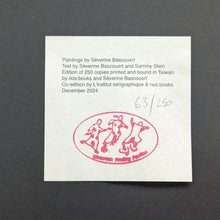 Paintings by Séverine Bascouert
Text by Séverine Bascouert and Sammy Stein
Edition of 250 copies printed and bound in Taiwan
by nos:books and Séverine Bascouert
Co-edition by L'Institut sérigraphique & nos:books
December 2024
63/250